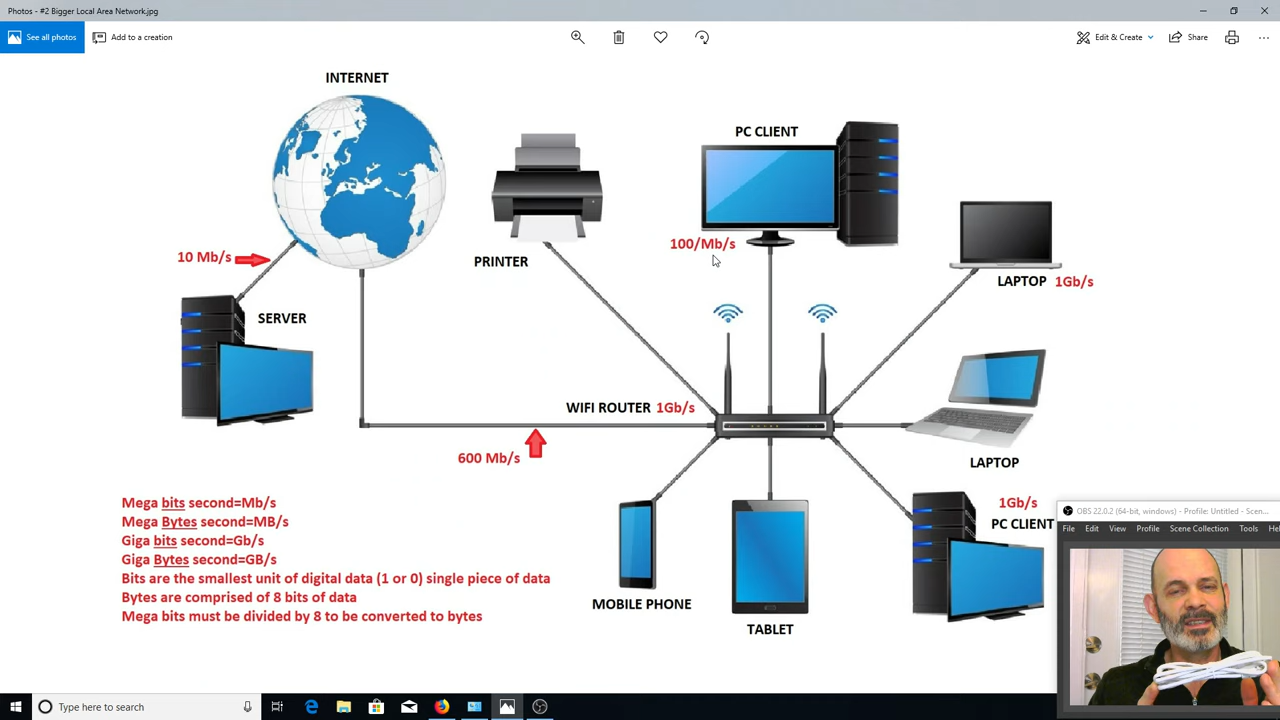 Photos - #2 Bigger Local Area Network.jpg
See all photos
Add to a creation
Edit & Create
Share
INTERNET
PC CLIENT
PRINTER
100/Mb/s
10 Mb/s
LAPTOP 1Gb/s
SERVER
WIFI ROUTER 1Gb/s
600 Mb/s
LAPTOP
1Gb/s
PC CLIENT
MOBILE PHONE
TABLET
Mega bits second=Mb/s
Mega Bytes second=MB/s
Giga bits second=Gb/s
Giga Bytes second=GB/s
Bits are the smallest unit of digital data (1 or 0) single piece of data
Bytes are comprised of 8 bits of data
Mega bits must be divided by 8 to be converted to bytes
OBS 22.0.2 (64-bit, windows) - Profile: Untitled - Scen...
File Edit View Profile Scene Collection Tools Hel
Type here to search